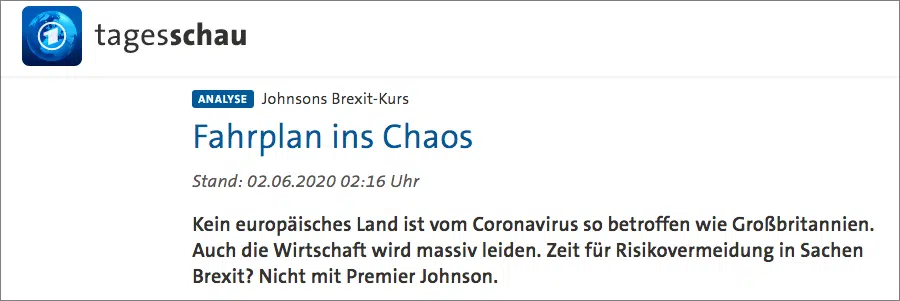 tagesschau
ANALYSE Johnsons Brexit-Kurs
Fahrplan ins Chaos
Stand: 02.06.2020 02:16 Uhr
Kein europäisches Land ist vom Coronavirus so betroffen wie Großbritannien.
Auch die Wirtschaft wird massiv leiden. Zeit für Risikovermeidung in Sachen
Brexit? Nicht mit Premier Johnson.